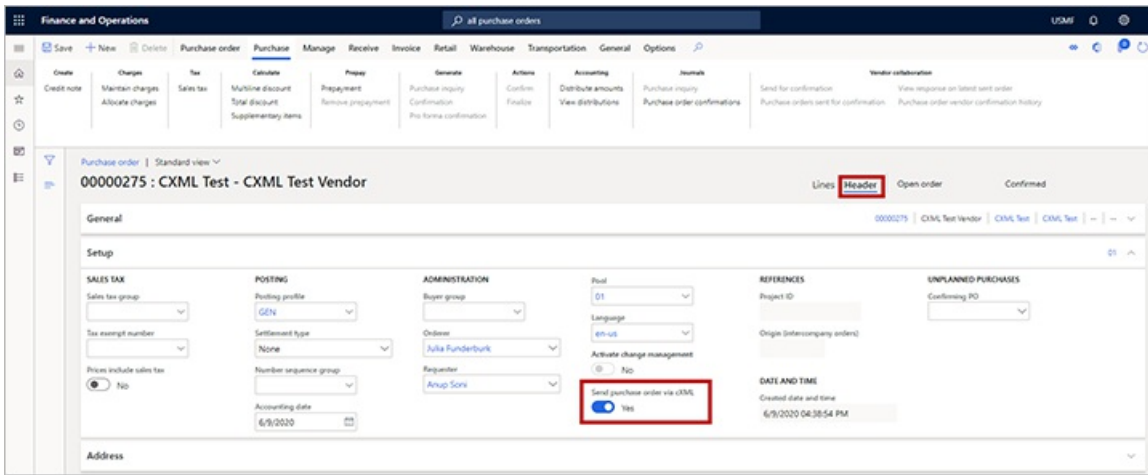 Finance and Operations
all purchase orders
USMF
Save New Delete Purchase order Purchase Manage Receive Invoice Retail Warehouse Transportation General Options
Create Charges Tax Calculate Prepay Generate Actions Accounting Journals Vendor collaboration
Credit note Maintain charges Sales tax Multiline discount Prepayment Purchase inquiry Confirm Distribute amounts Purchase inquiry Send for confirmation View response on latest sent order
Allocate charges Total discount Remove prepayment Confirmation Finalize View distributions Purchase order confirmations Purchase orders sent for confirmation Purchase order vendor confirmation history
Supplementary items Pro forma confirmation
Purchase order | Standard view
00000275 : CXML Test - CXML Test Vendor
Lines Header Open order Confirmed
General
00000275 | CXML Test Vendor | CXML Test | CXML Test | -- | --
Setup
01
SALES TAX
Sales tax group
Tax exempt number
Prices include sales tax
No
POSTING
Posting profile
GEN
Settlement type
None
Number sequence group
Accounting date
6/9/2020
ADMINISTRATION
Buyer group
Orderer
Julia Funderburk
Requester
Anup Soni
Pool
01
Language
en-us
Activate change management
No
Send purchase order via cXML
Yes
REFERENCES
Project ID
Origin (intercompany orders)
DATE AND TIME
Created date and time
6/9/2020 04:38:54 PM
UNPLANNED PURCHASES
Confirming PO
Address